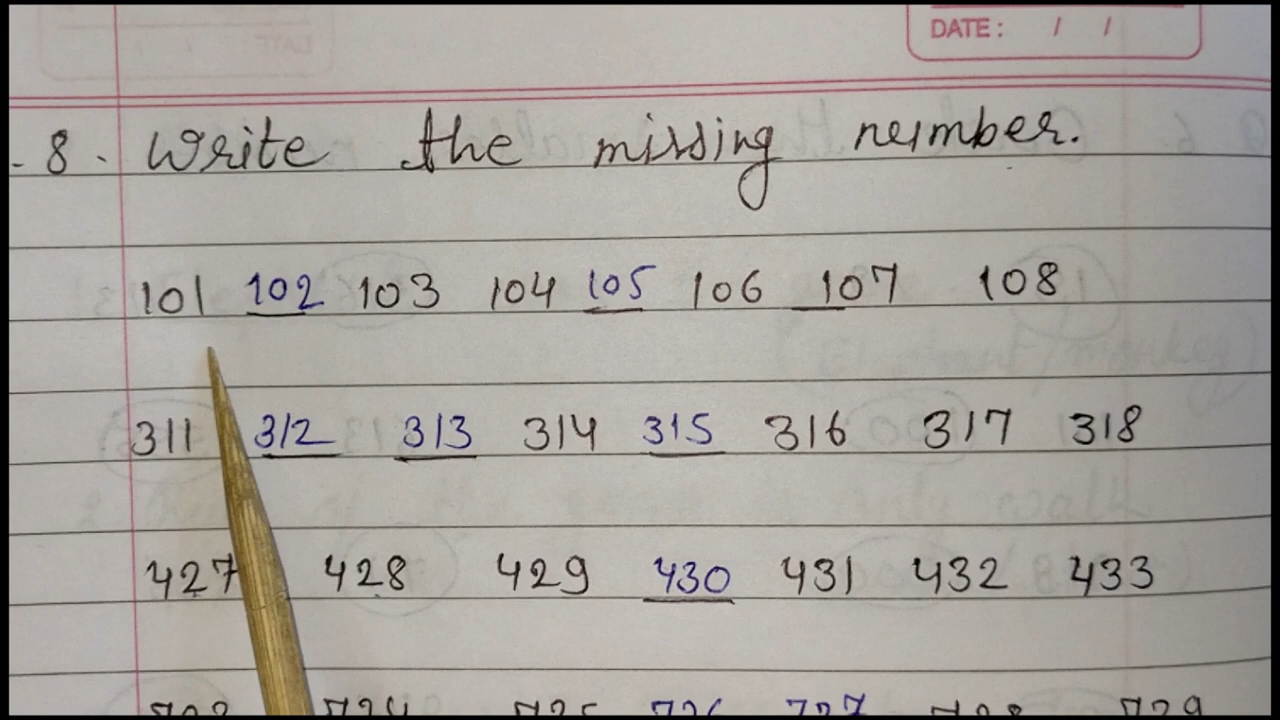 DATE: / /
. 8. Write the missing number.
101 102 103 104 105 106 107 108
311 312 313 314 315 316 317 318
427 428 429 430 431 432 433